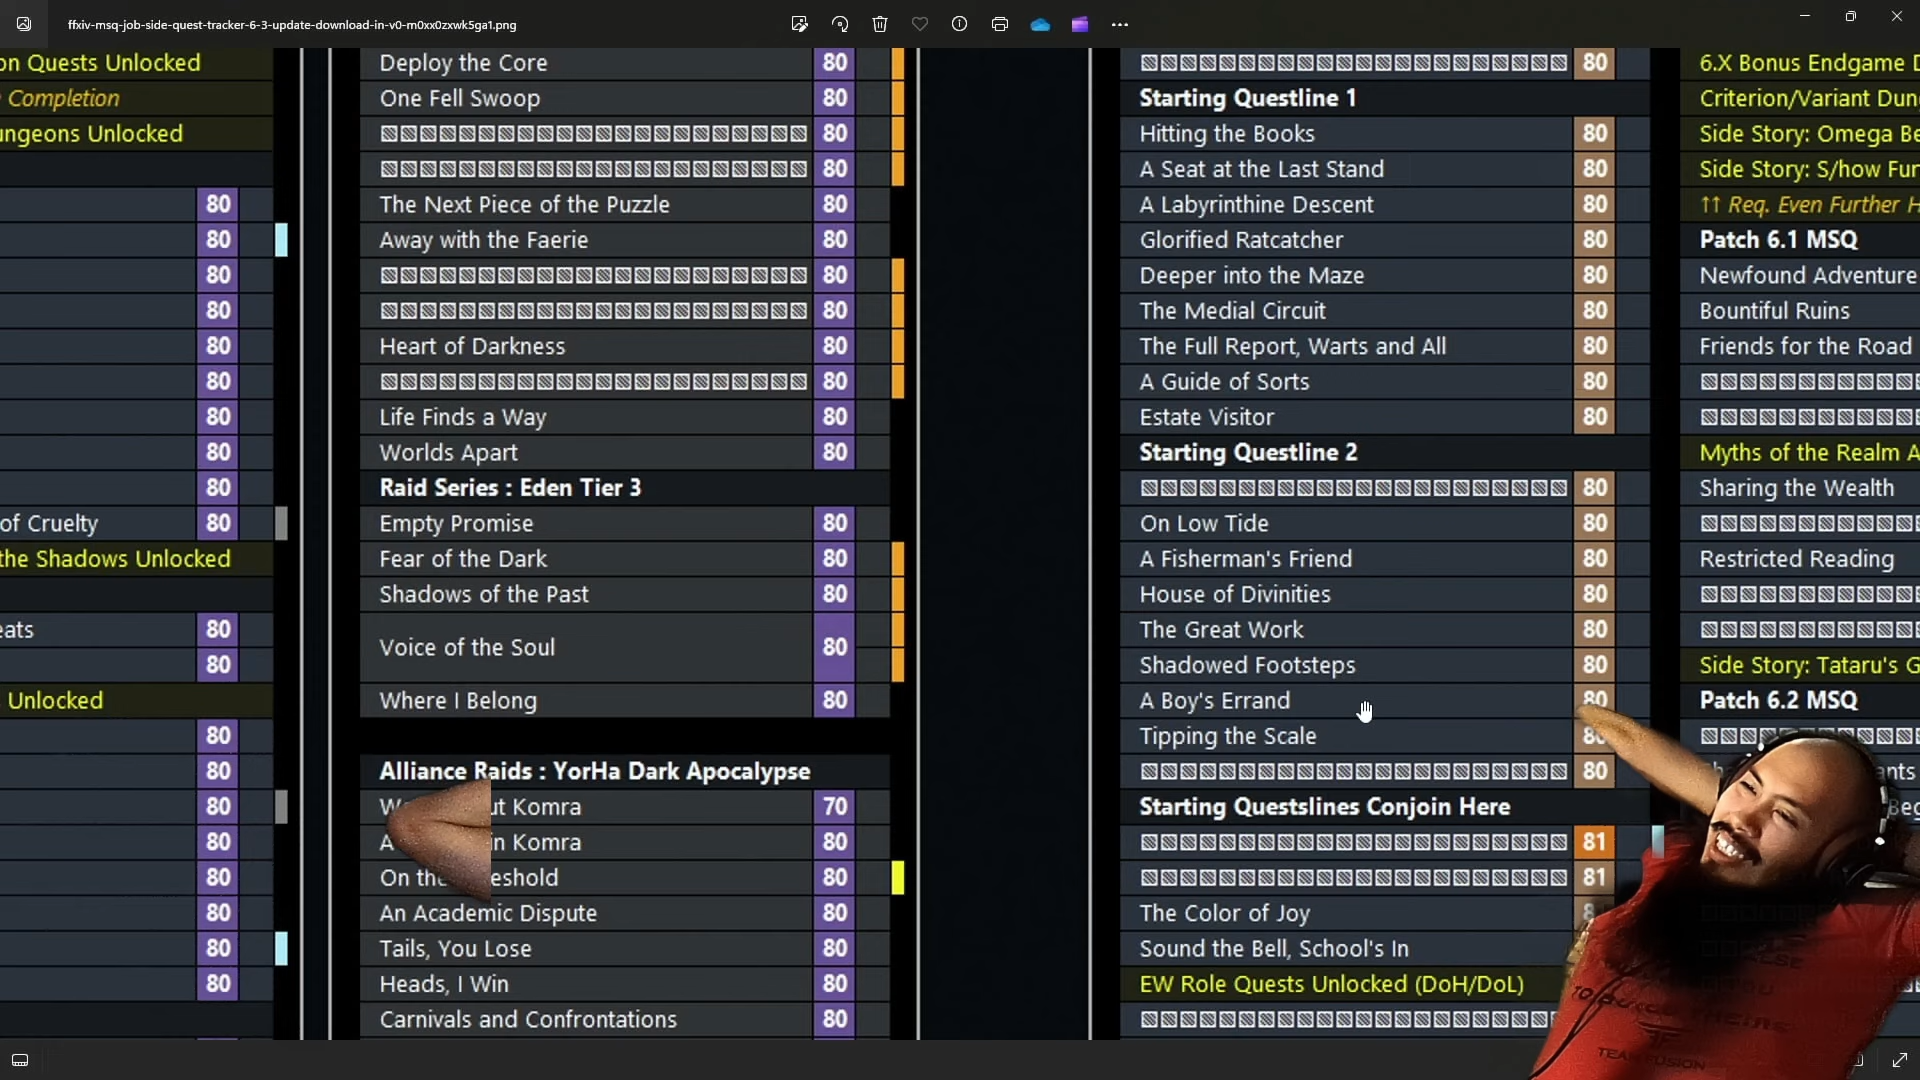 ffxiv-msq-job-side-quest-tracker-6-3-update-download-in-v0-m0xx0zxwk5ga1.png
on Quests Unlocked
Completion
ungeons Unlocked
80
80
80
80
80
80
80
80
80
of Cruelty 80
the Shadows Unlocked
eats 80
80
Unlocked
80
80
80
80
80
80
80
80
Deploy the Core 80
One Fell Swoop 80
80
80
The Next Piece of the Puzzle 80
Away with the Faerie 80
80
80
Heart of Darkness 80
80
Life Finds a Way 80
Worlds Apart 80
Raid Series : Eden Tier 3
Empty Promise 80
Fear of the Dark 80
Shadows of the Past 80
Voice of the Soul 80
Where I Belong 80
Alliance Raids : YorHa Dark Apocalypse
ut Komra 70
in Komra 80
On the eshold 80
An Academic Dispute 80
Tails, You Lose 80
Heads, I Win 80
Carnivals and Confrontations 80
80
Starting Questline 1
Hitting the Books 80
A Seat at the Last Stand 80
A Labyrinthine Descent 80
Glorified Ratcatcher 80
Deeper into the Maze 80
The Medial Circuit 80
The Full Report, Warts and All 80
A Guide of Sorts 80
Estate Visitor 80
Starting Questline 2
80
On Low Tide 80
A Fisherman's Friend 80
House of Divinities 80
The Great Work 80
Shadowed Footsteps 80
A Boy's Errand 80
Tipping the Scale 80
80
Starting Questslines Conjoin Here
81
81
The Color of Joy
Sound the Bell, School's In
EW Role Quests Unlocked (DoH/DoL)
6.X Bonus Endgame D
Criterion/Variant Dun
Side Story: Omega Be
Side Story: S/how Fur
↑↑ Req. Even Further H
Patch 6.1 MSQ
Newfound Adventure
Bountiful Ruins
Friends for the Road
Myths of the Realm A
Sharing the Wealth
Restricted Reading
Side Story: Tataru's G
Patch 6.2 MSQ
ants
Beg
TEAM FUSION